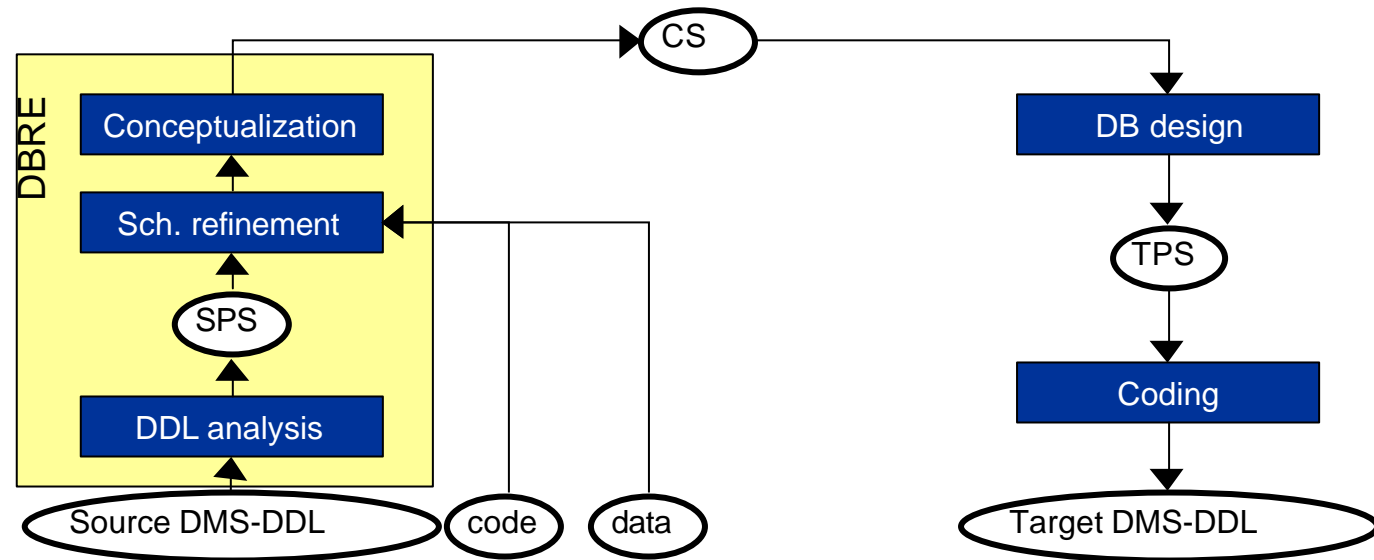 CS
DBRE
Conceptualization
DB design
Sch. refinement
TPS
SPS
Coding
DDL analysis
Source DMS-DDL
code
data
Target DMS-DDL